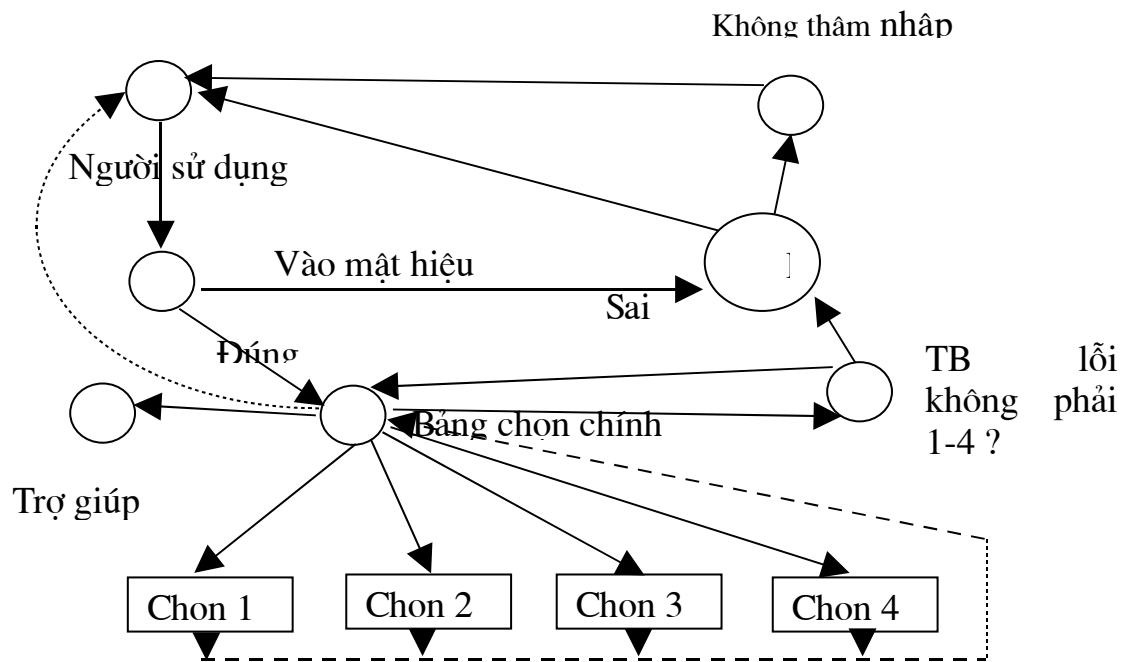 Không thâm nhâp
Người sử dụng
Vào mật hiệu
Sai
Đúng
TB lỗi
không phải
1-4 ?
Bảng chọn chính
Trợ giúp
Chon 1
Chon 2
Chon 3
Chon 4